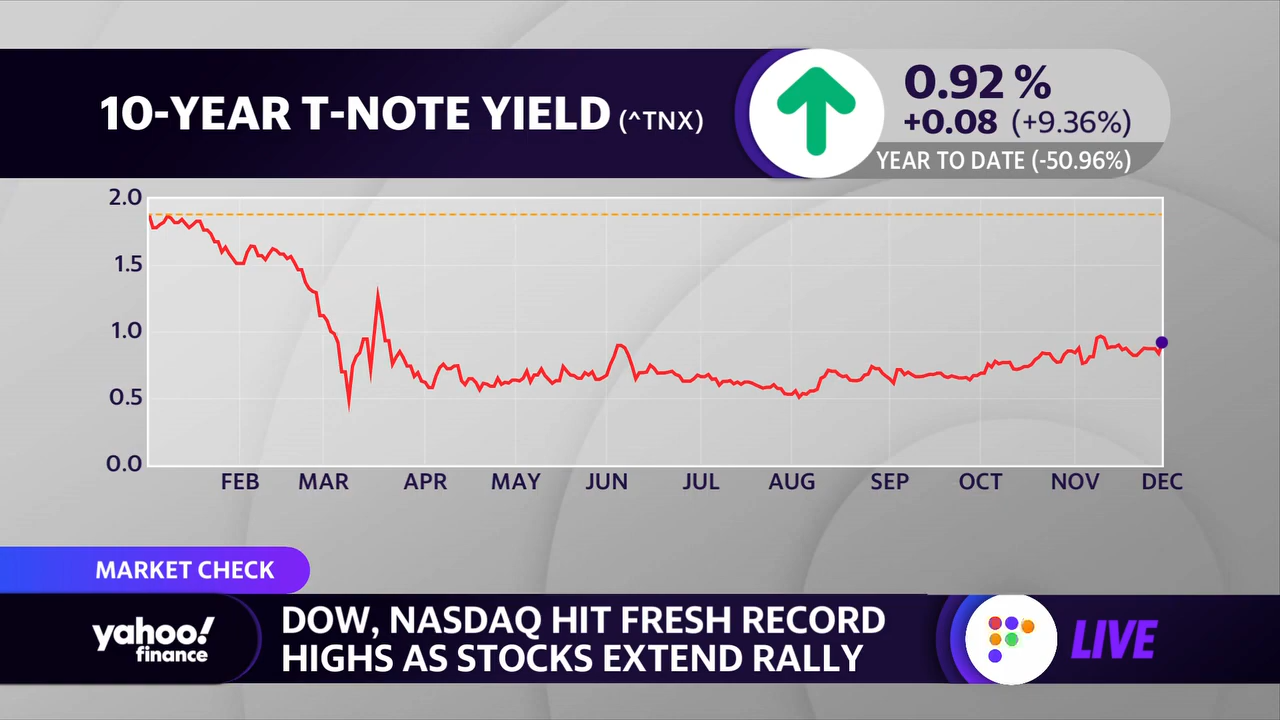 10-YEAR T-NOTE YIELD (^TNX)
0.92 %
+0.08 (+9.36%)
YEAR TO DATE (-50.96%)
2.0
1.5
1.0
0.5
0.0
FEB MAR APR MAY JUN JUL AUG SEP OCT NOV DEC
MARKET CHECK
yahoo!
finance
DOW, NASDAQ HIT FRESH RECORD
HIGHS AS STOCKS EXTEND RALLY
LIVE